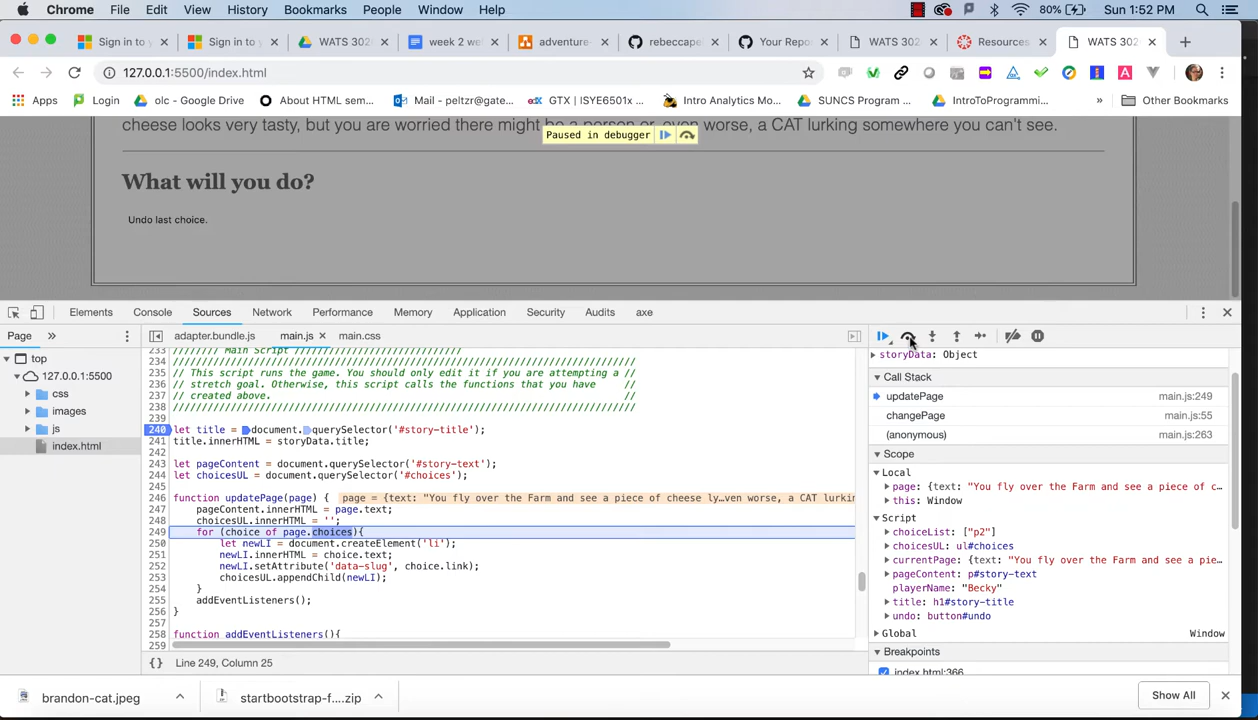 Chrome File Edit View History Bookmarks People Window Help 80% Sun 1:52 PM
Sign in to y Sign in to y WATS 302 week 2 we adventure- rebeccape Your Repo WATS 302 Resources WATS 302
127.0.0.1:5500/index.html
Apps Login olc - Google Drive About HTML sem... Mail - peltzr@gate... GTX | ISYE6501x ... Intro Analytics Mo... SUNCS Program ... IntroToProgrammi... » Other Bookmarks
cheese looks very tasty, but you are worried there might be a person or, even worse, a CAT lurking somewhere you can't see.
Paused in debugger
What will you do?
Undo last choice.
Elements Console Sources Network Performance Memory Application Security Audits axe
Page » adapter.bundle.js main.js main.css
top
127.0.0.1:5500
css
images
js
index.html
233 //////// Main Script /////////////////////////////
234 ////////////////////////////////////////////////////////////////////////////////
235 // This script runs the game. You should only edit it if you are attempting a //
236 // stretch goal. Otherwise, this script calls the functions that you have //
237 // created above. //
238 ////////////////////////////////////////////////////////////////////////////////
239
240 let title = document.querySelector('#story-title');
241 title.innerHTML = storyData.title;
242
243 let pageContent = document.querySelector('#story-text');
244 let choicesUL = document.querySelector('#choices');
245
246 function updatePage(page) { page = {text: "You fly over the Farm and see a piece of cheese ly…ven worse, a CAT lurkin
247 pageContent.innerHTML = page.text;
248 choicesUL.innerHTML = '';
249 for (choice of page.choices){
250 let newLI = document.createElement('li');
251 newLI.innerHTML = choice.text;
252 newLI.setAttribute('data-slug', choice.link);
253 choicesUL.appendChild(newLI);
254 }
255 addEventListeners();
256 }
257
258 function addEventListeners(){
259
{} Line 249, Column 25
storyData: Object
Call Stack
updatePage main.js:249
changePage main.js:55
(anonymous) main.js:263
Scope
Local
page: {text: "You fly over the Farm and see a piece of c…
this: Window
Script
choiceList: ["p2"]
choicesUL: ul#choices
currentPage: {text: "You fly over the Farm and see a pie…
pageContent: p#story-text
playerName: "Becky"
title: h1#story-title
undo: button#undo
Global Window
Breakpoints
index.html:366
brandon-cat.jpeg startbootstrap-f....zip Show All